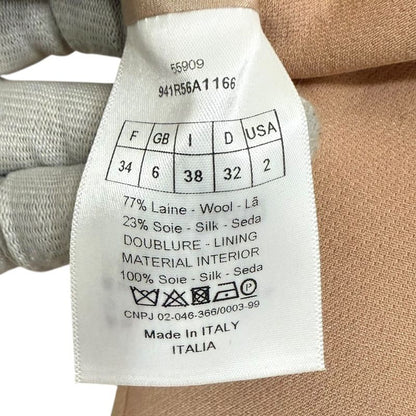 55909
941R56A1166
F GB I D USA
34 6 38 32 2
77% Laine - Wool - Lã
23% Soie - Silk - Seda
DOUBLURE - LINING
MATERIAL INTERIOR
100% Soie - Silk - Seda
P
CNPJ 02-046-366/0003-99
Made In ITALY
ITALIA